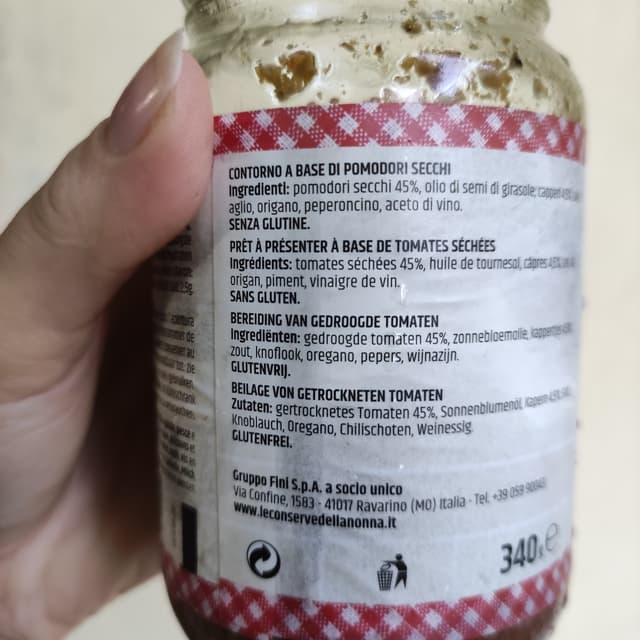 CONTORNO A BASE DI POMODORI SECCHI
Ingredienti: pomodori secchi 45%, olio di semi di girasole, capperi
aglio, origano, peperoncino, aceto di vino.
SENZA GLUTINE.
PRÊT À PRÉSENTER À BASE DE TOMATES SÉCHÉES
Ingrédients: tomates séchées 45%, huile de tournesol, câpres
origan, piment, vinaigre de vin.
SANS GLUTEN.
BEREIDING VAN GEDROOGDE TOMATEN
Ingrediënten: gedroogde tomaten 45%, zonnebloemolie, kappertjes
zout, knoflook, oregano, pepers, wijnazijn.
GLUTENVRIJ.
BEILAGE VON GETROCKNETEN TOMATEN
Zutaten: gertrocknetes Tomaten 45%, Sonnenblumenöl, Kapern
Knoblauch, Oregano, Chilischoten, Weinessig.
GLUTENFREI.
Gruppo Fini S.p.A. a socio unico
Via Confine, 1583 - 41017 Ravarino (MO) Italia - Tel. +39 059
www.leconservedellanonna.it
340 g e